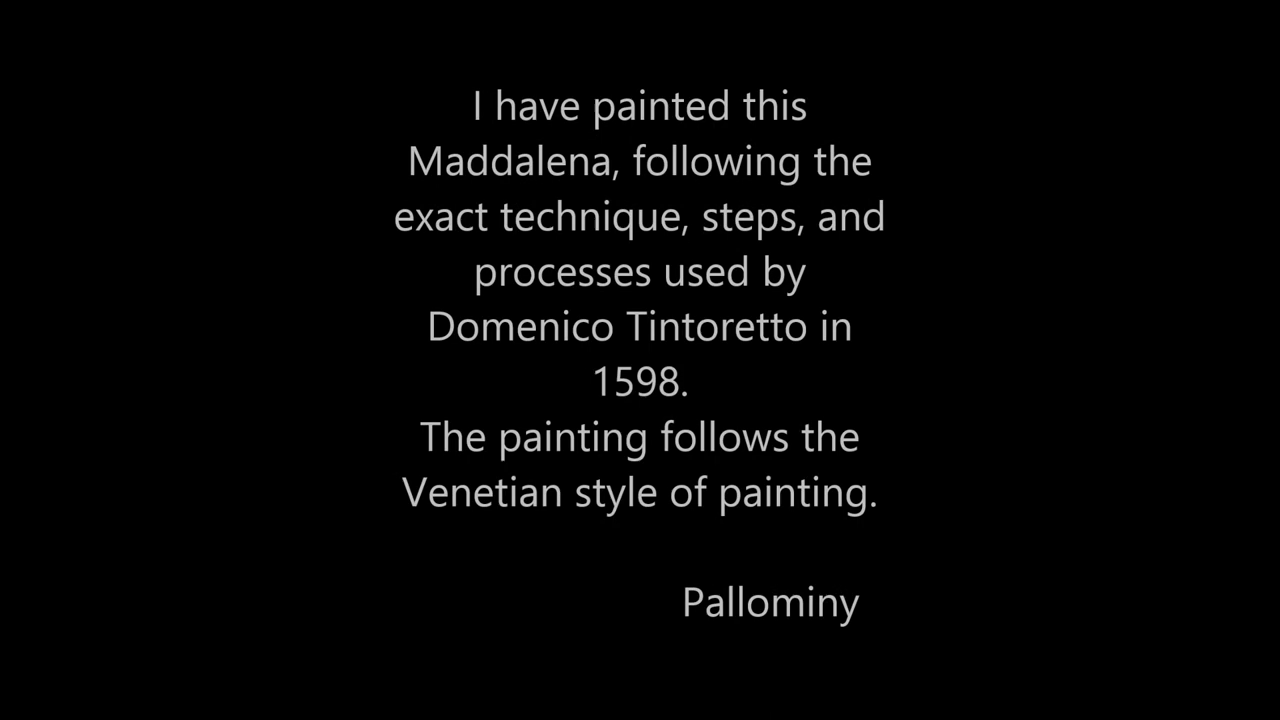 I have painted this
Maddalena, following the
exact technique, steps, and
processes used by
Domenico Tintoretto in
1598.
The painting follows the
Venetian style of painting.
Pallominy